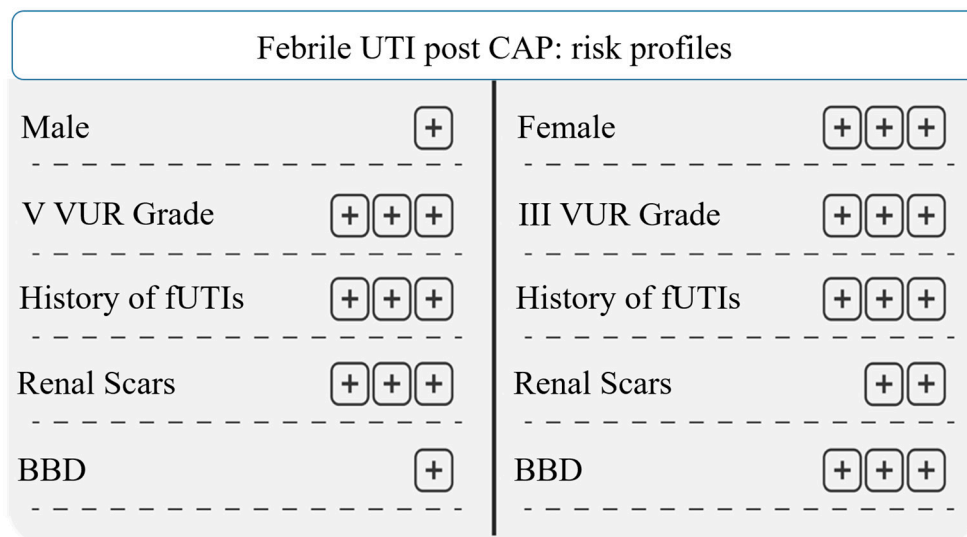 Febrile UTI post CAP: risk profiles
Male +
V VUR Grade + + +
History of fUTIs + + +
Renal Scars + + +
BBD +
Female + + +
III VUR Grade + + +
History of fUTIs + + +
Renal Scars + +
BBD + + +